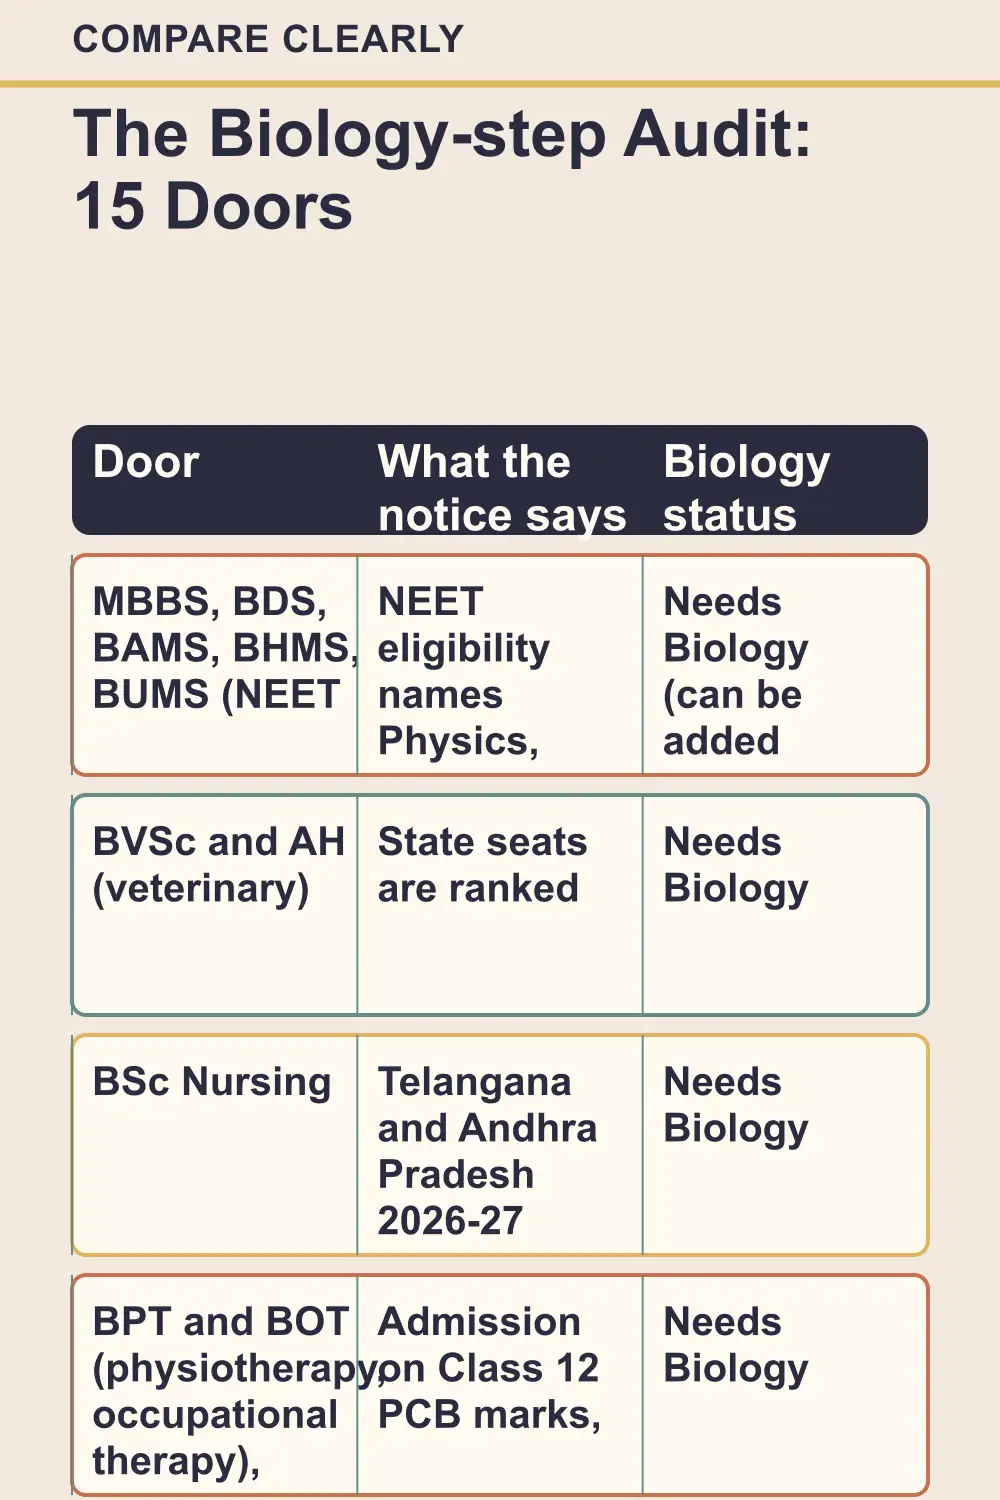 COMPARE CLEARLY
The Biology-step Audit:
15 Doors
Door
What the
notice says
Biology
status
MBBS, BDS,
BAMS, BHMS,
BUMS (NEET
NEET
eligibility
names
Physics,
Needs
Biology
(can be
added
BVSc and AH
(veterinary)
State seats
are ranked
Needs
Biology
BSc Nursing
Telangana
and Andhra
Pradesh
2026-27
Needs
Biology
BPT and BOT
(physiotherapy,
occupational
therapy),
Admission
on Class 12
PCB marks,
Needs
Biology